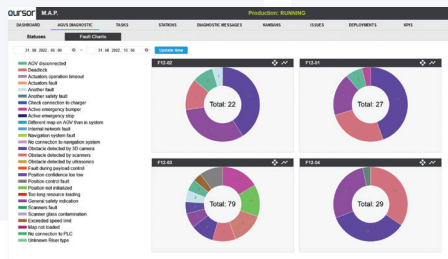 oursor M.A.P. Production: RUNNING
DASHBOARD AGVS DIAGNOSTIC TASKS STATIONS DIAGNOSTIC MESSAGES KANBANS ISSUES DEPLOYMENTS KPIS
Statuses Fault Charts
31. 08. 2022, 00 - 31. 08. 2022, Update time
AGV disconnected
Deadlock
Actuators operation timeout
Actuators fault
Another fault
Another safety fault
Check connection to charger
Active emergency bumper
Active emergency stop
Different map on AGV than in system
Internal network fault
Navigation system fault
No connection to navigation system
Obstacle detected by 3D camera
Obstacle detected by scanners
Obstacle detected by ultrasonics
Fault during payload control
Position confidence too low
Position control fault
Position not initialized
Too long resource loading
General safety indication
Scanners fault
Scanner glass contamination
Exceeded speed limit
Map not loaded
No connection to PLC
Unknown Riser type
F12-02
Total: 22
F12-01
Total: 27
F12-03
Total: 79
F12-04
Total: 29